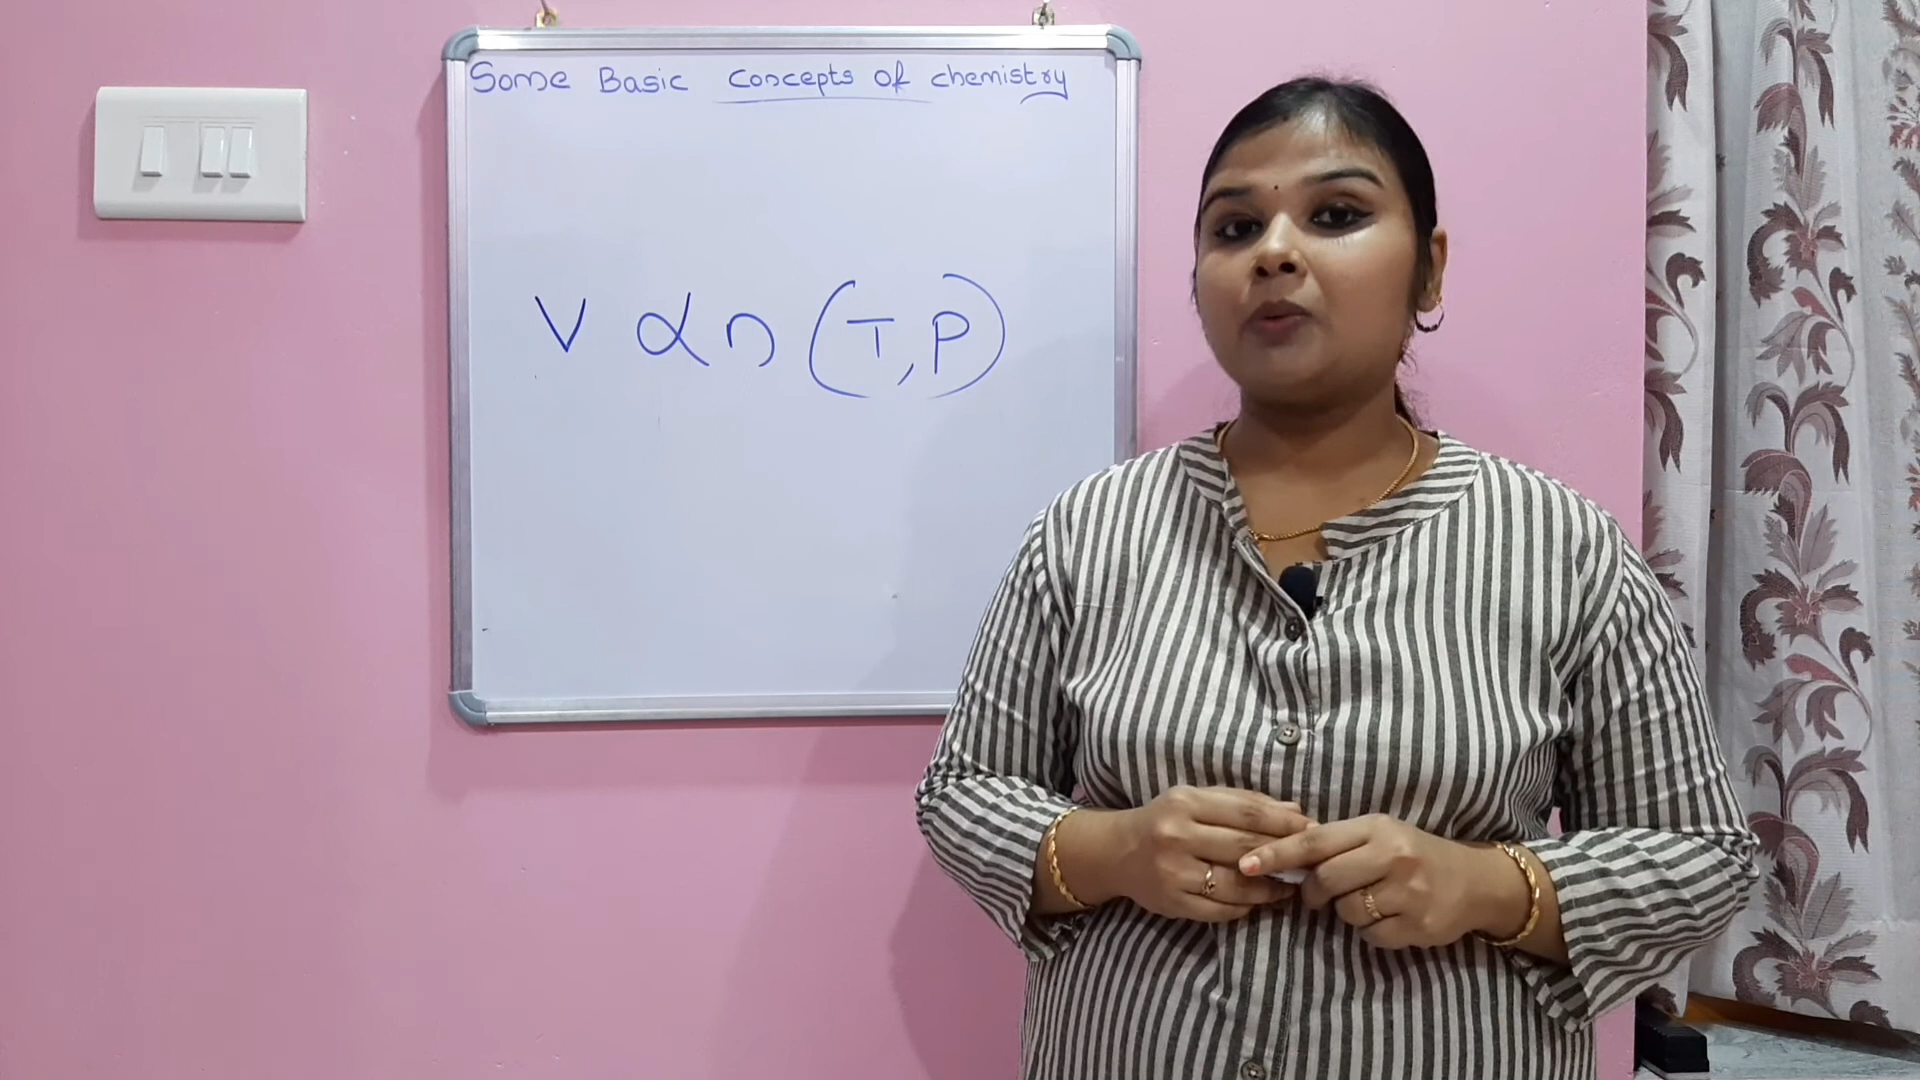 Some Basic Concepts of chemistry
V ∝ n (T, P)